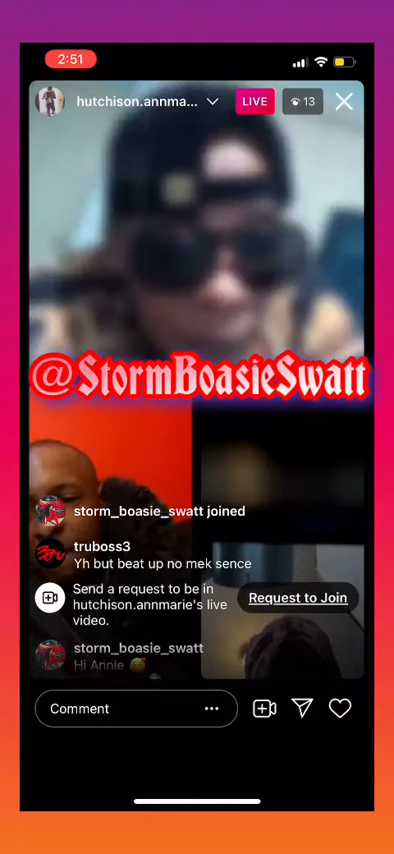 2:51
hutchison.annma...
LIVE
13
@StormBoasieSwatt
storm_boasie_swatt joined
truboss3
Yh but beat up no mek sence
Send a request to be in
hutchison.annmarie's live
video.
Request to Join
storm_boasie_swatt
Hi Annie 🥰
Comment